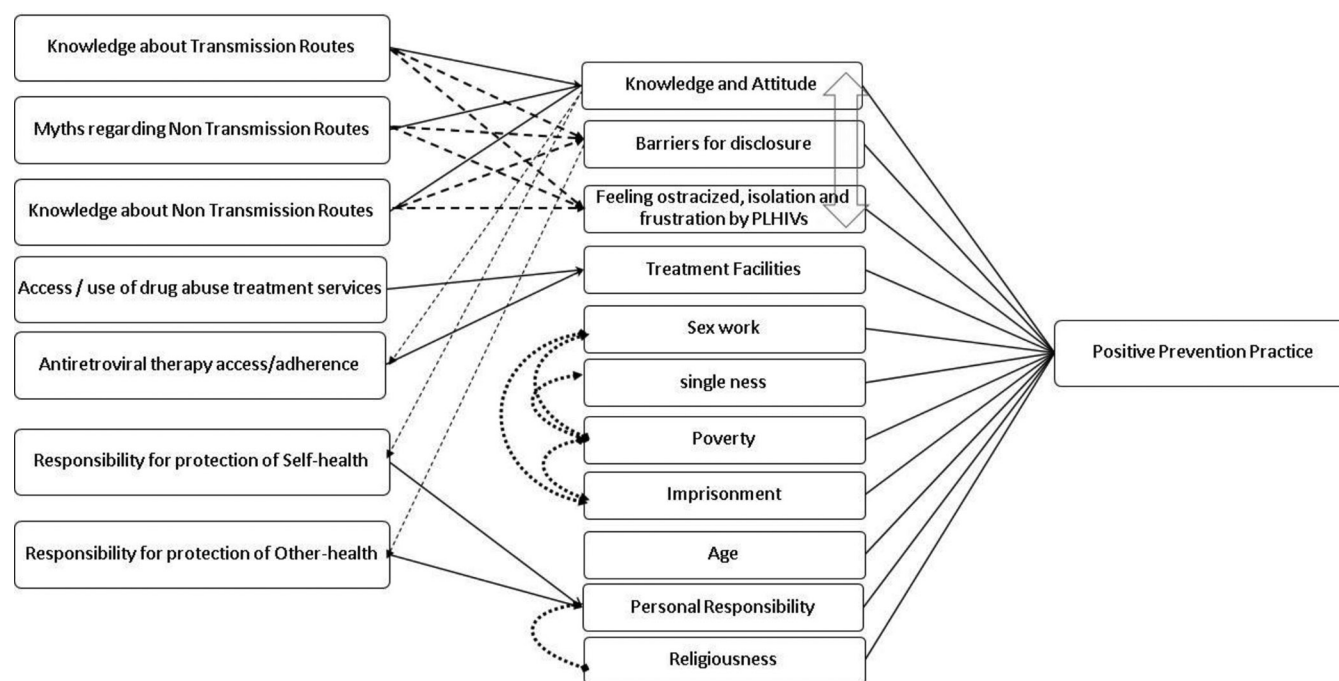 Knowledge about Transmission Routes
Myths regarding Non Transmission Routes
Knowledge about Non Transmission Routes
Access / use of drug abuse treatment services
Antiretroviral therapy access/adherence
Responsibility for protection of Self-health
Responsibility for protection of Other-health
Knowledge and Attitude
Barriers for disclosure
Feeling ostracized, isolation and
frustration by PLHIVs
Treatment Facilities
Sex work
single ness
Poverty
Imprisonment
Age
Personal Responsibility
Religiousness
Positive Prevention Practice